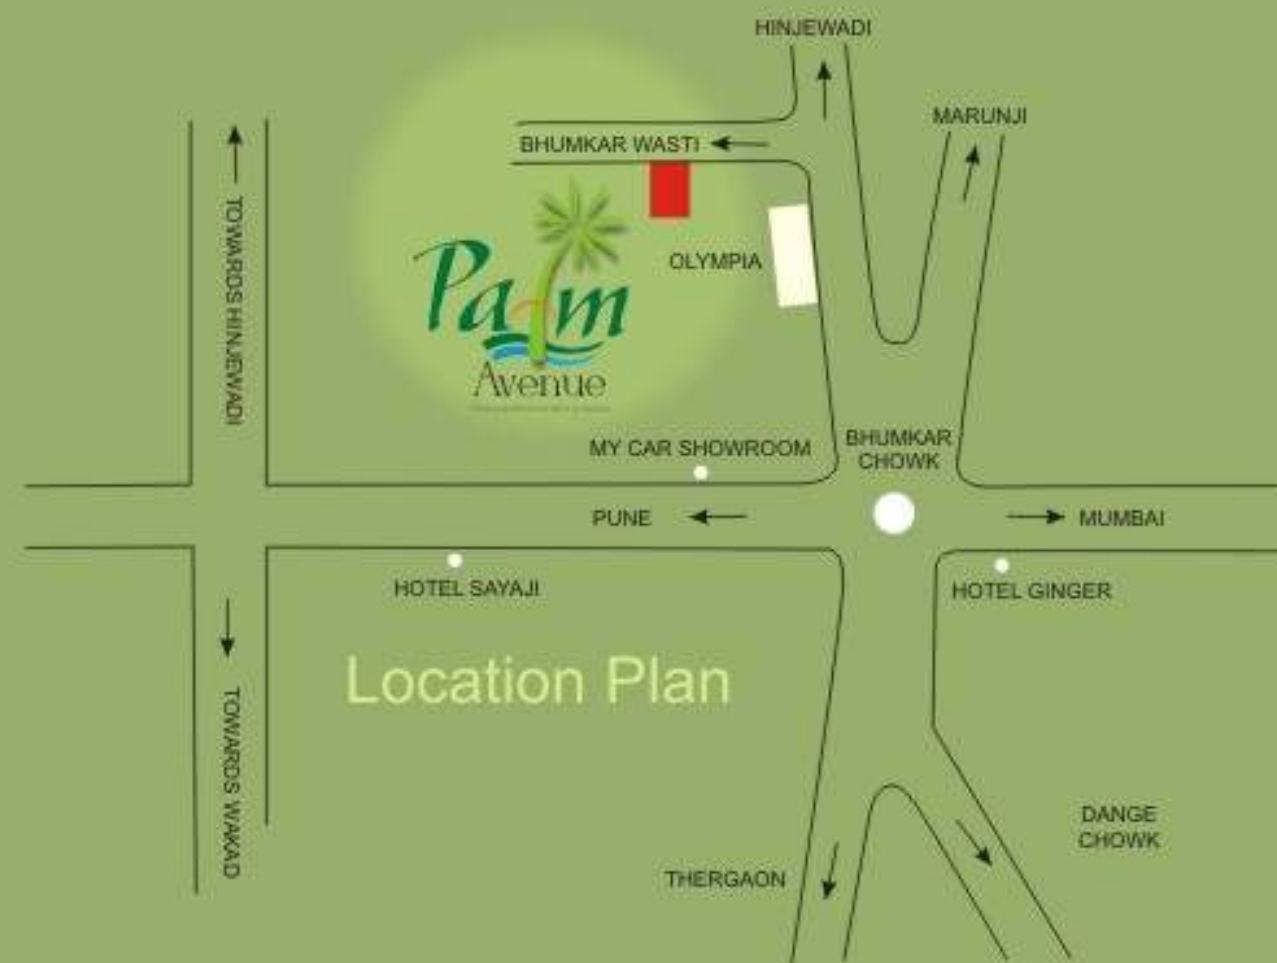 HINJEWADI
MARUNJI
BHUMKAR WASTI
TOWARDS HINJEWADI
OLYMPIA
Palm
Avenue
MY CAR SHOWROOM
BHUMKAR
CHOWK
PUNE
MUMBAI
HOTEL SAYAJI
HOTEL GINGER
Location Plan
TOWARDS WAKAD
DANGE
CHOWK
THERGAON